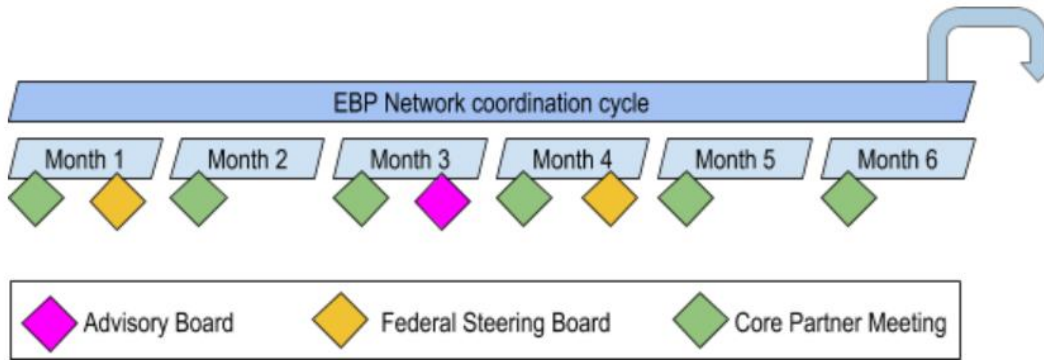 EBP Network coordination cycle
Month 1 Month 2 Month 3 Month 4 Month 5 Month 6
Advisory Board Federal Steering Board Core Partner Meeting